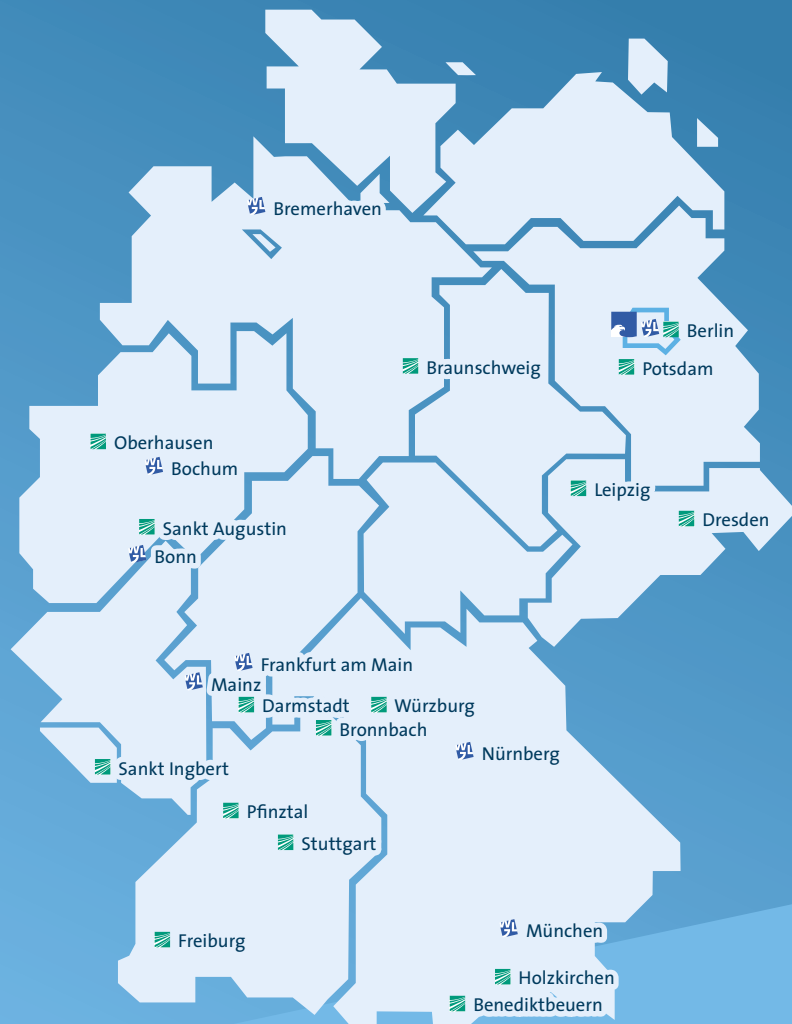 Bremerhaven
Berlin
Braunschweig
Potsdam
Oberhausen
Bochum
Leipzig
Dresden
Sankt Augustin
Bonn
Frankfurt am Main
Mainz
Darmstadt
Würzburg
Bronnbach
Nürnberg
Sankt Ingbert
Pfinztal
Stuttgart
München
Freiburg
Holzkirchen
Benediktbeuern